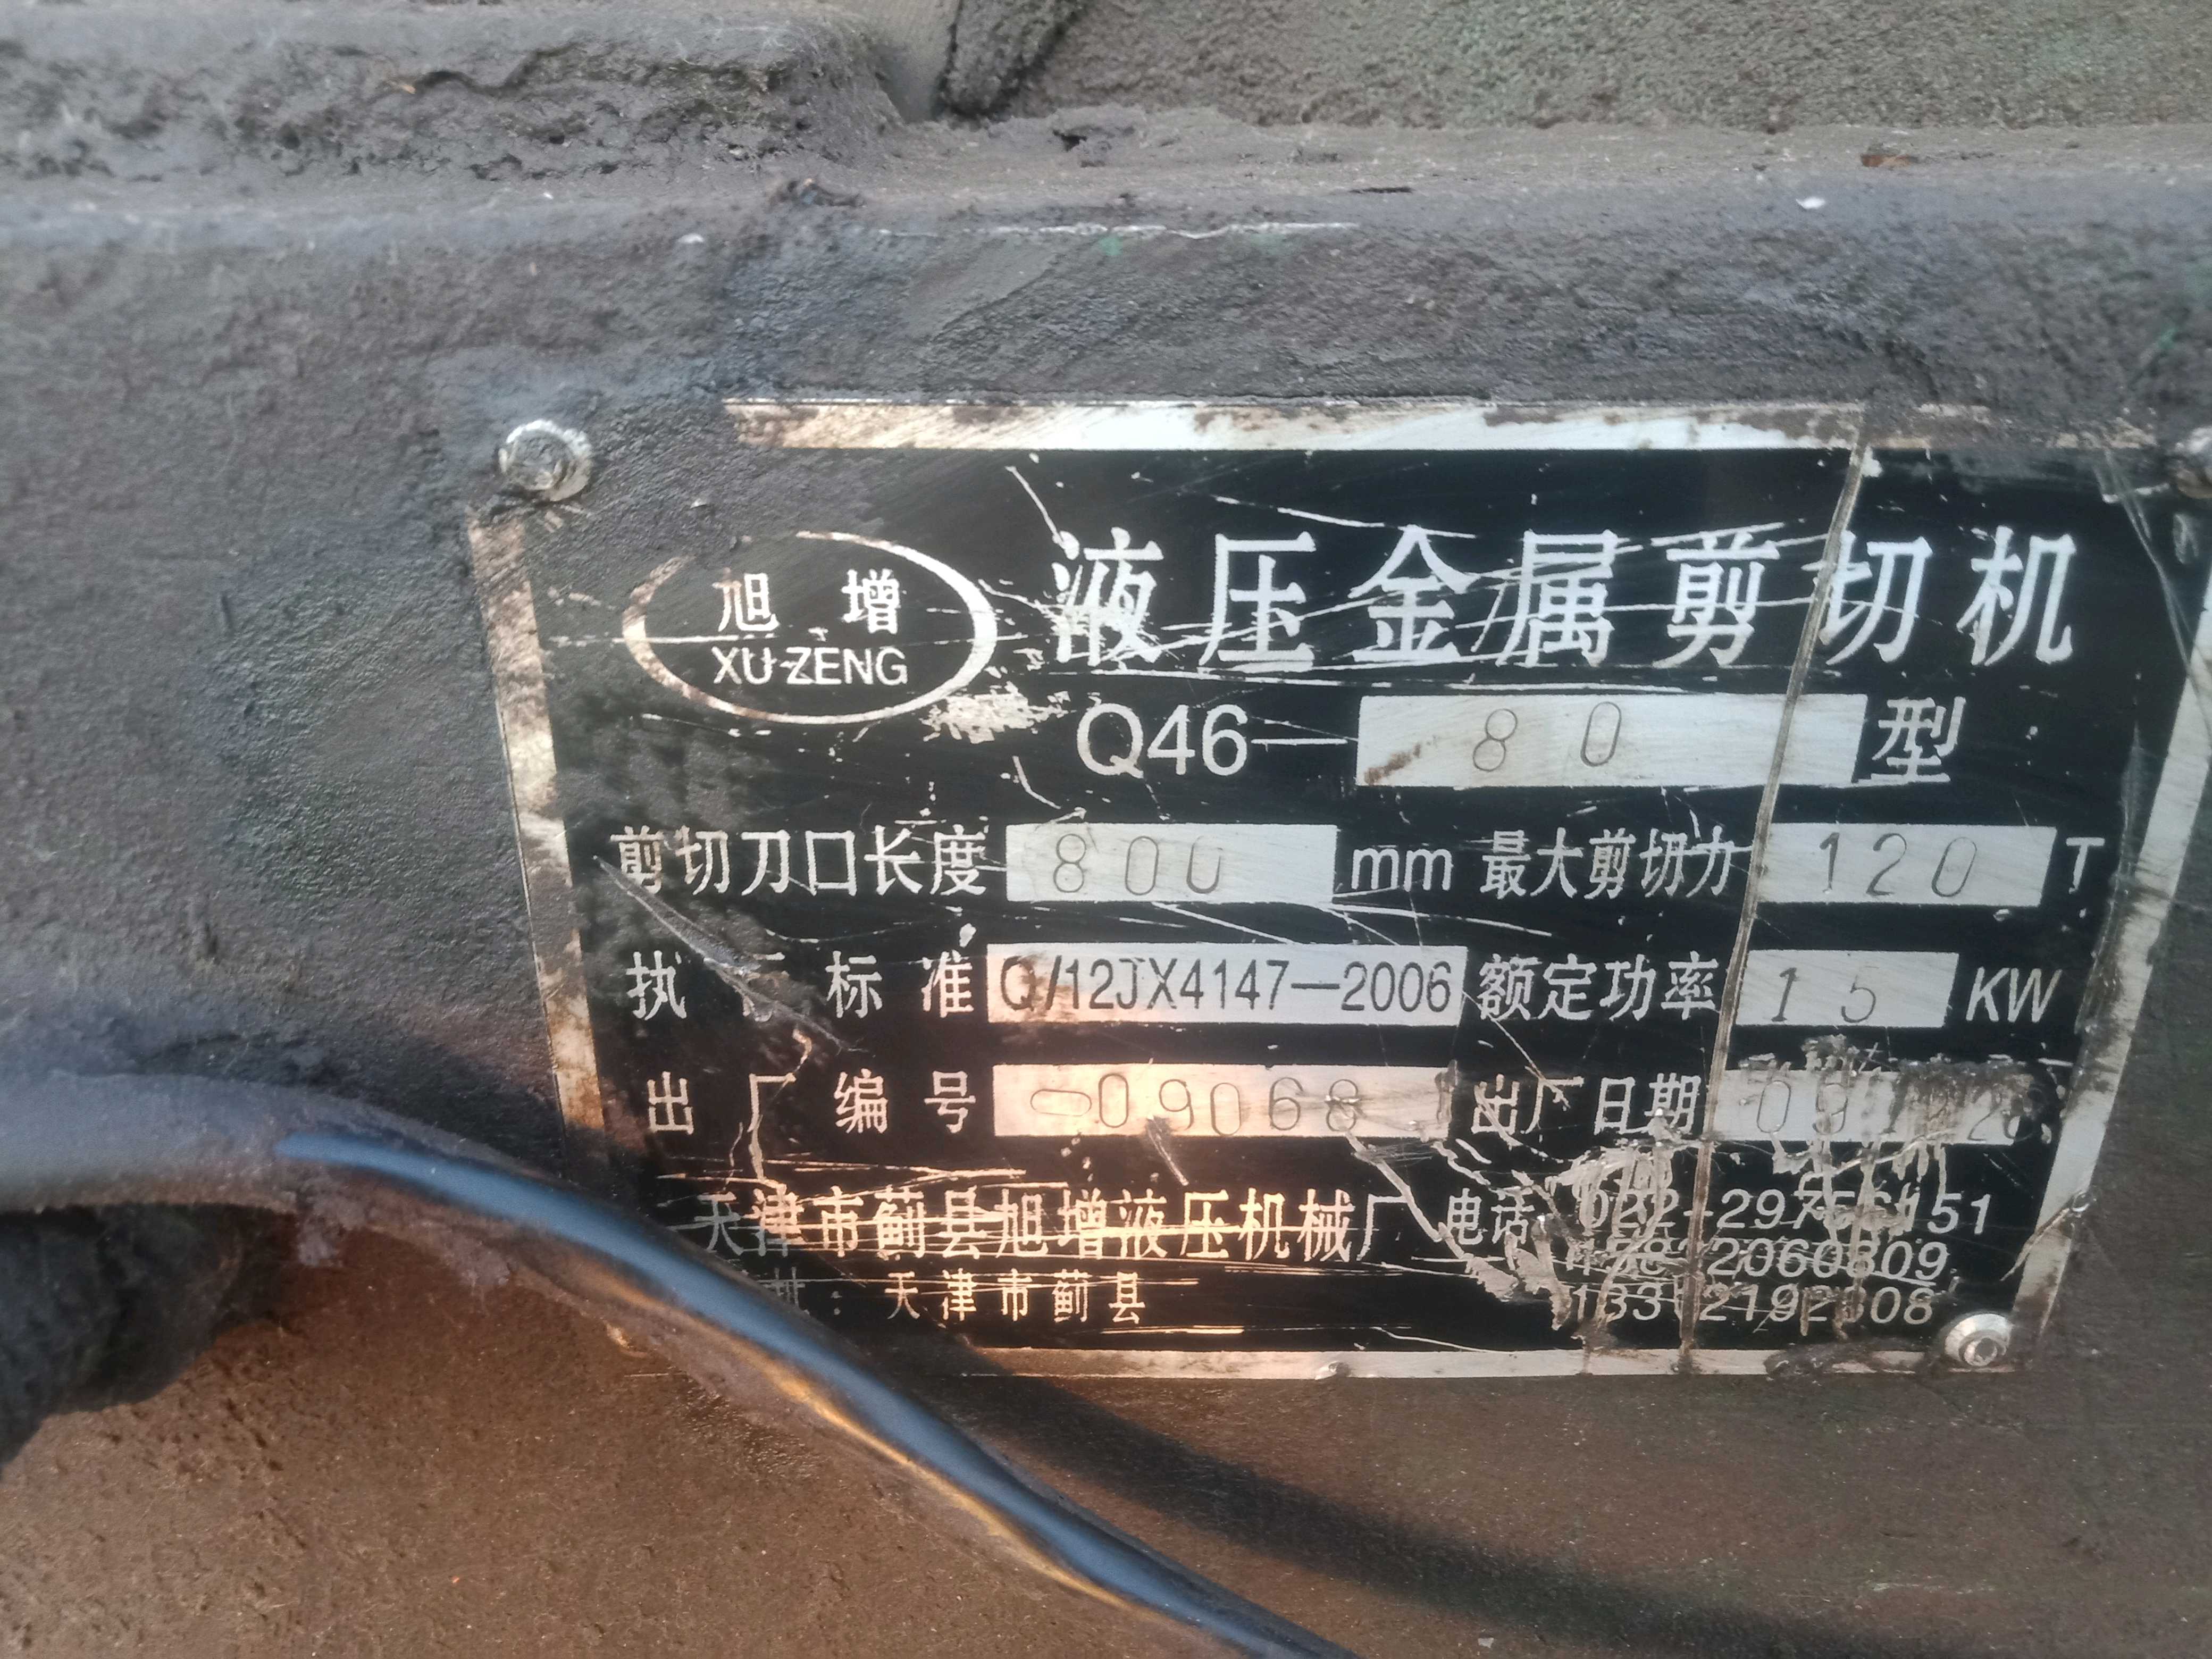 旭增 液压金属剪切机
XU ZENG
Q46— 80 型
剪切刀口长度 800 mm 最大剪切力 120 T
执 标准 Q/12JX4147—2006 额定功率 15 KW
出厂编号 09068 出厂日期
天津市蓟县旭增液压机械厂 电话
天津市蓟县